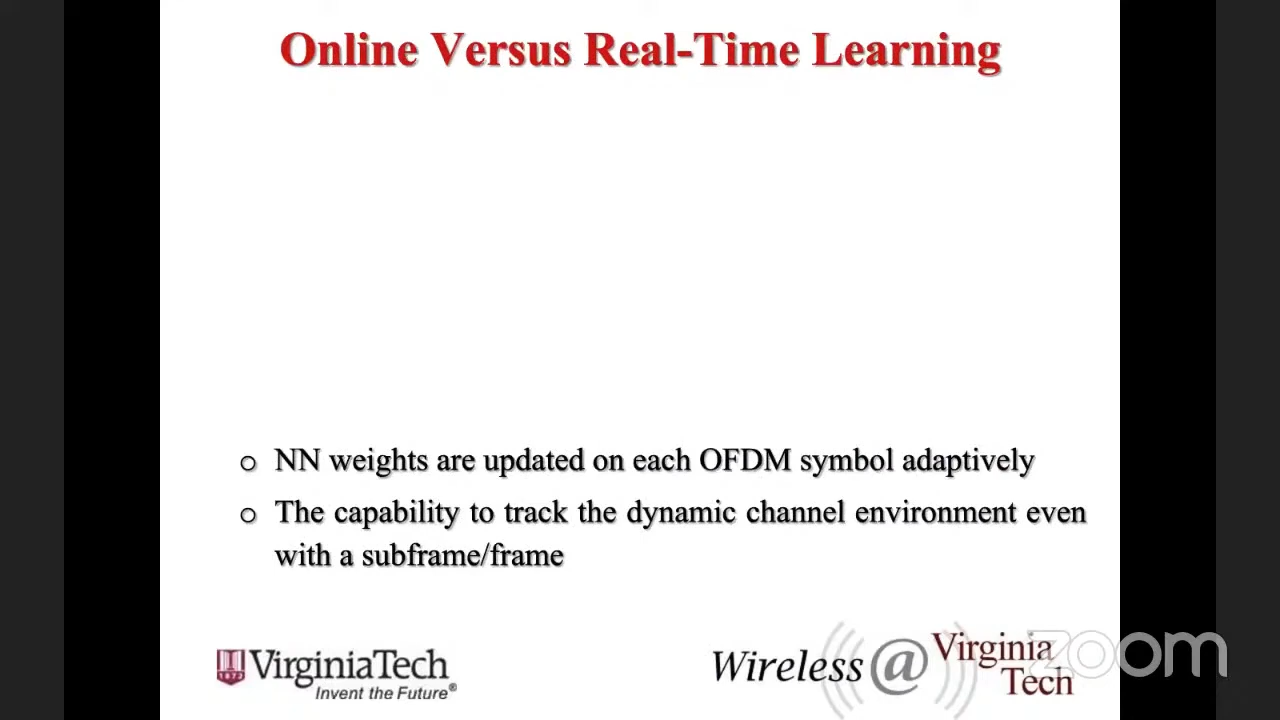 Online Versus Real-Time Learning
o NN weights are updated on each OFDM symbol adaptively
o The capability to track the dynamic channel environment even
with a subframe/frame
1872
VirginiaTech
Invent the Future®
Wireless @ Virginia
Tech
zoom